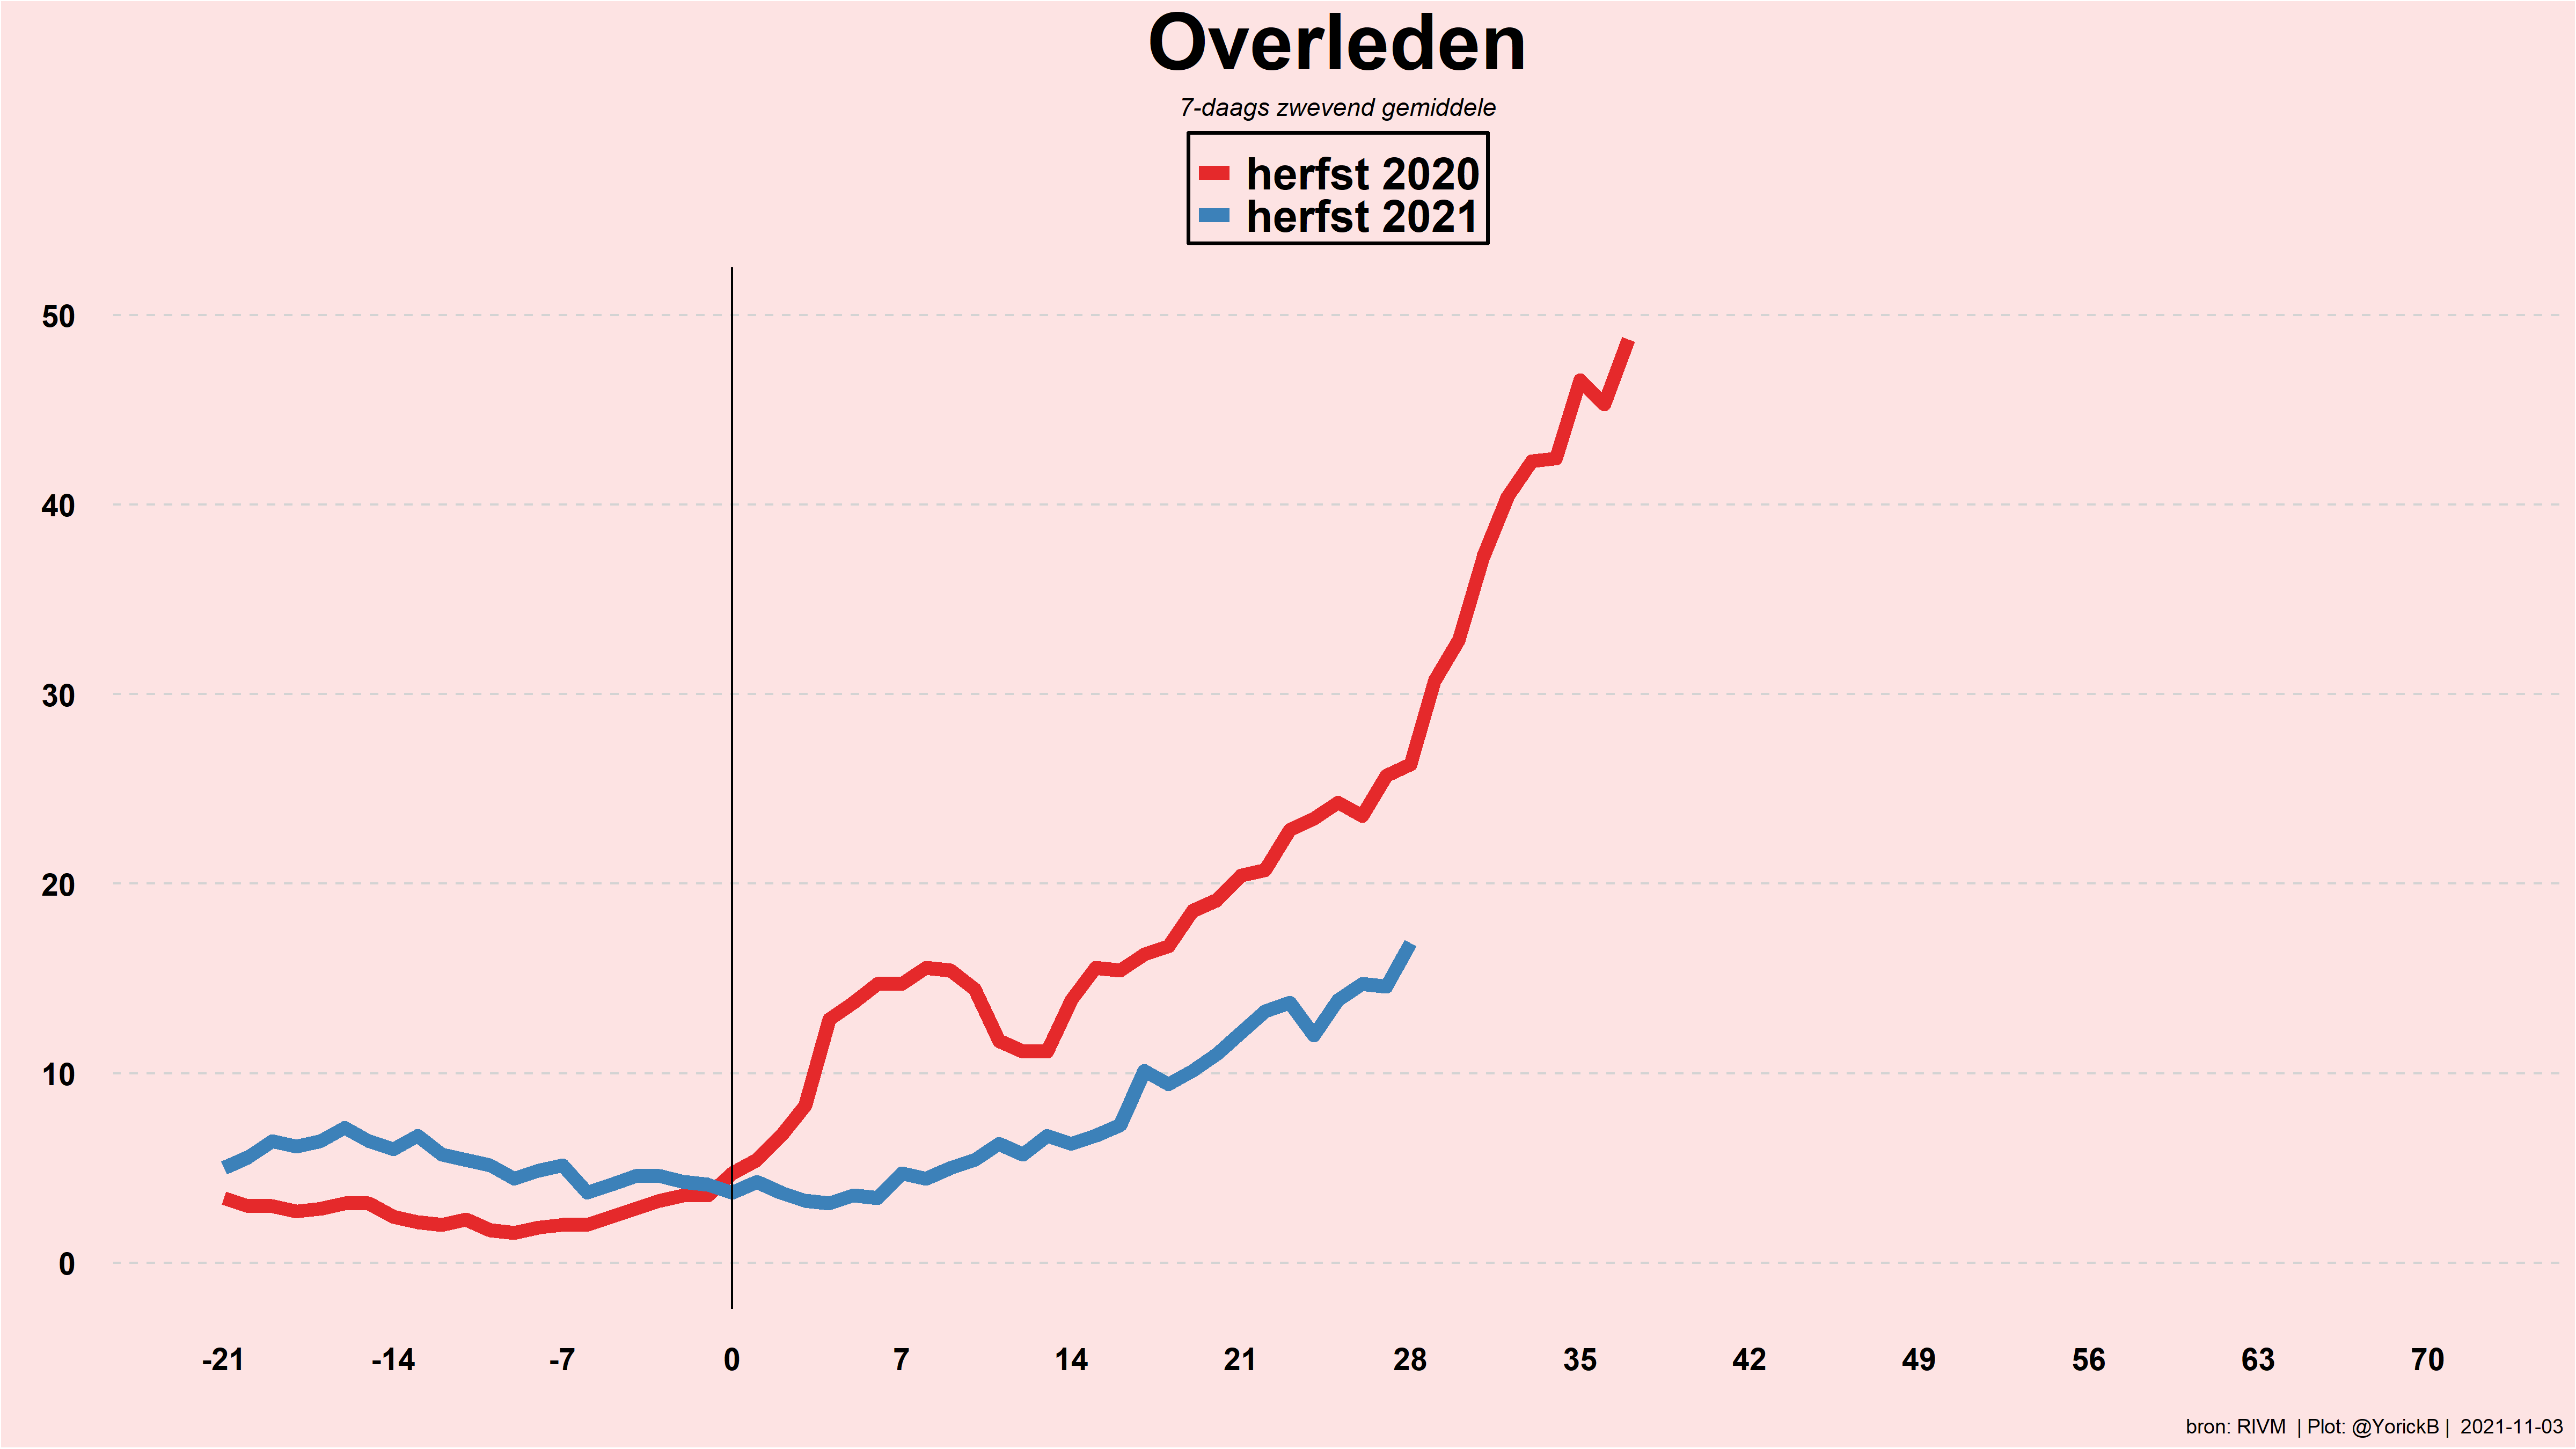 Overleden
7-daags zwevend gemiddele
herfst 2020
herfst 2021
50
40
30
20
10
0
-21 -14 -7 0 7 14 21 28 35 42 49 56 63 70
bron: RIVM | Plot: @YorickB | 2021-11-03